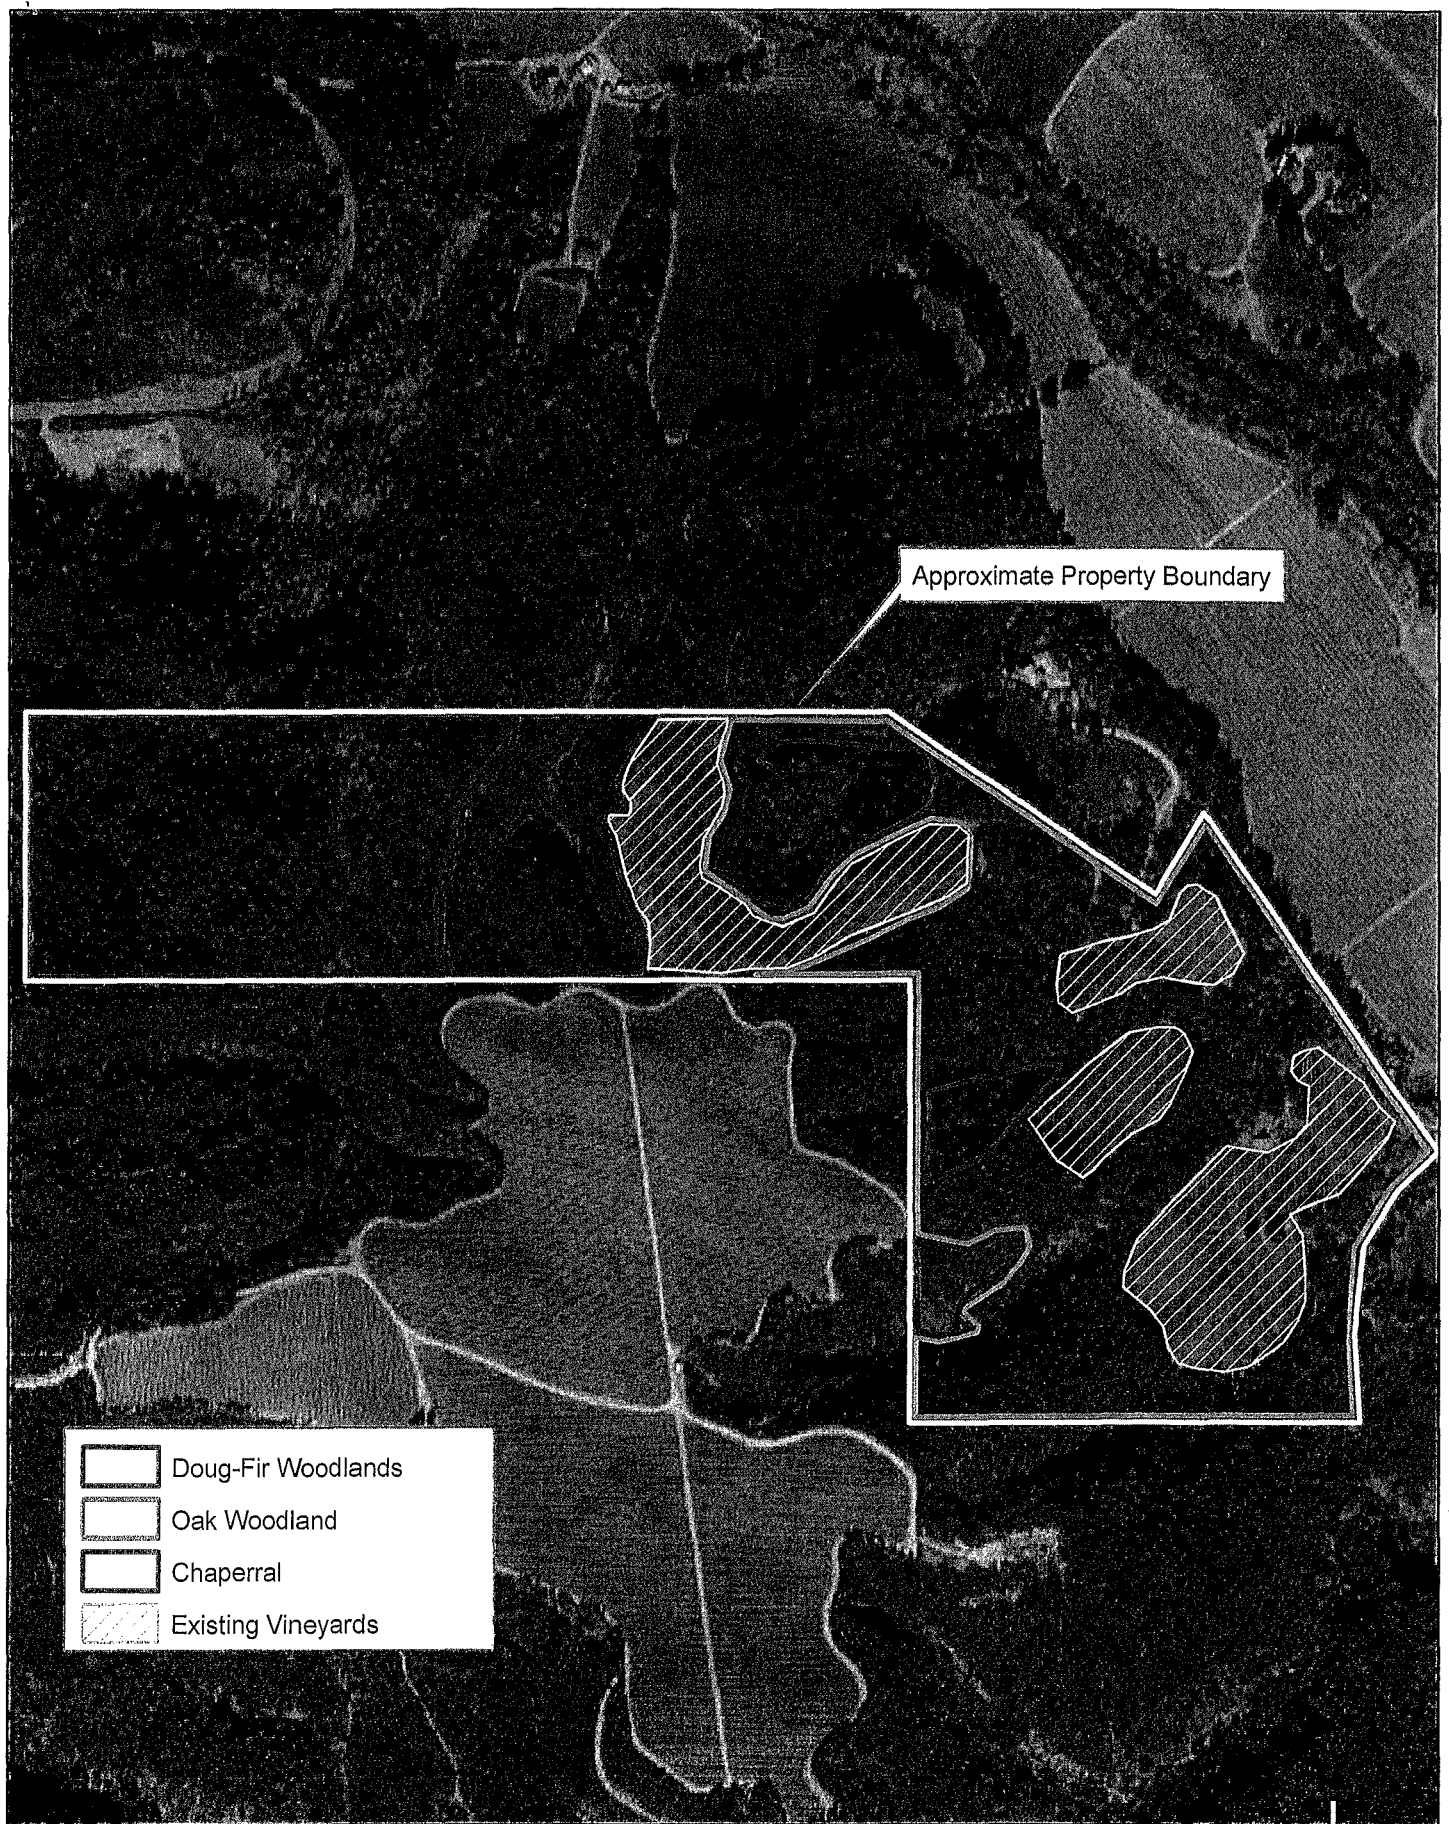 Approximate Property Boundary
Doug-Fir Woodlands
Oak Woodland
Chaperral
Existing Vineyards